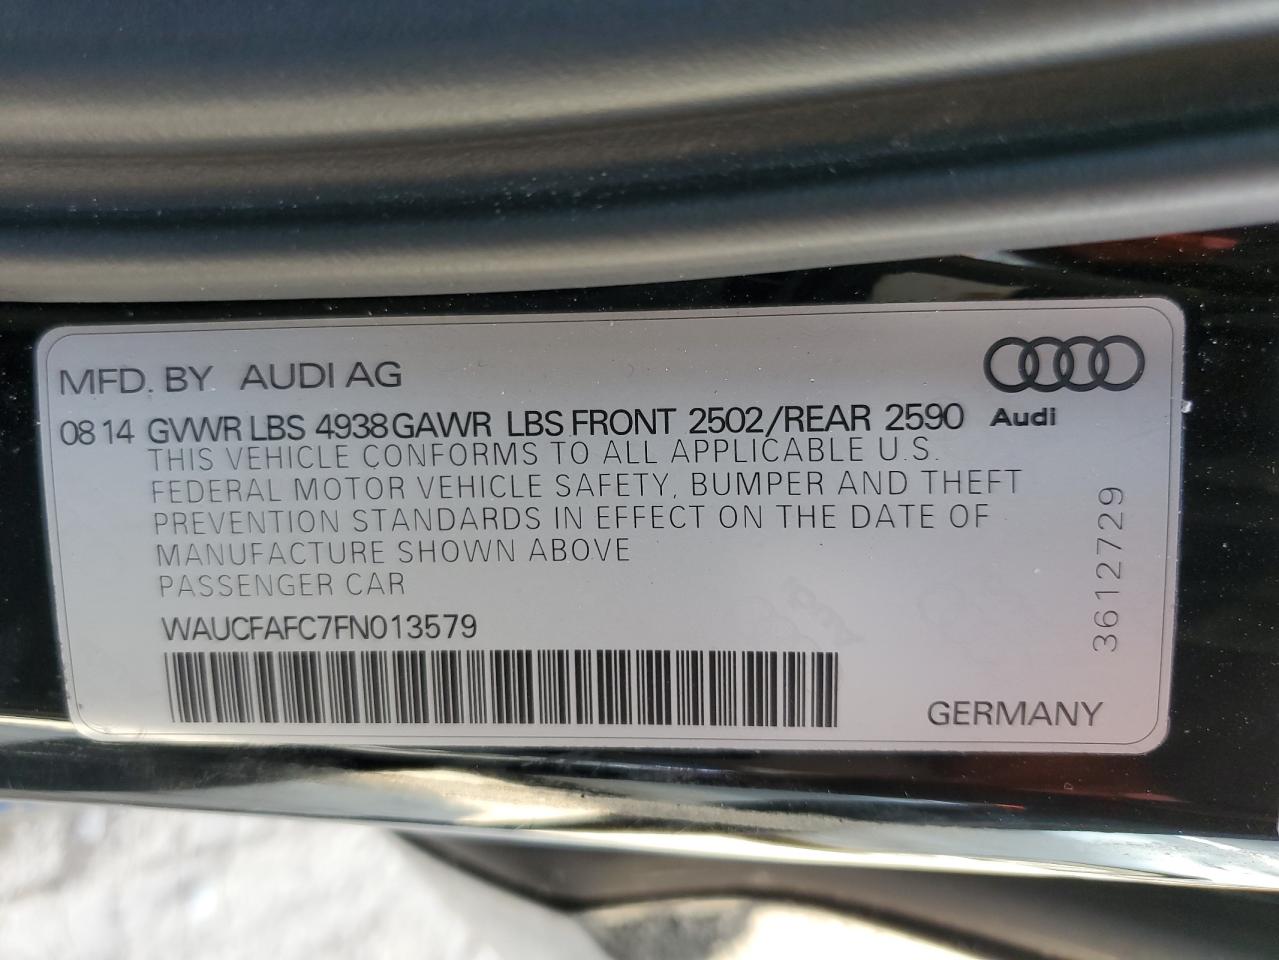 MFD. BY AUDI AG
08 14 GVWR LBS 4938 GAWR LBS FRONT 2502/REAR 2590
Audi
THIS VEHICLE CONFORMS TO ALL APPLICABLE U.S.
FEDERAL MOTOR VEHICLE SAFETY, BUMPER AND THEFT
PREVENTION STANDARDS IN EFFECT ON THE DATE OF
MANUFACTURE SHOWN ABOVE
PASSENGER CAR
WAUCFAFC7FN013579
GERMANY
36127729